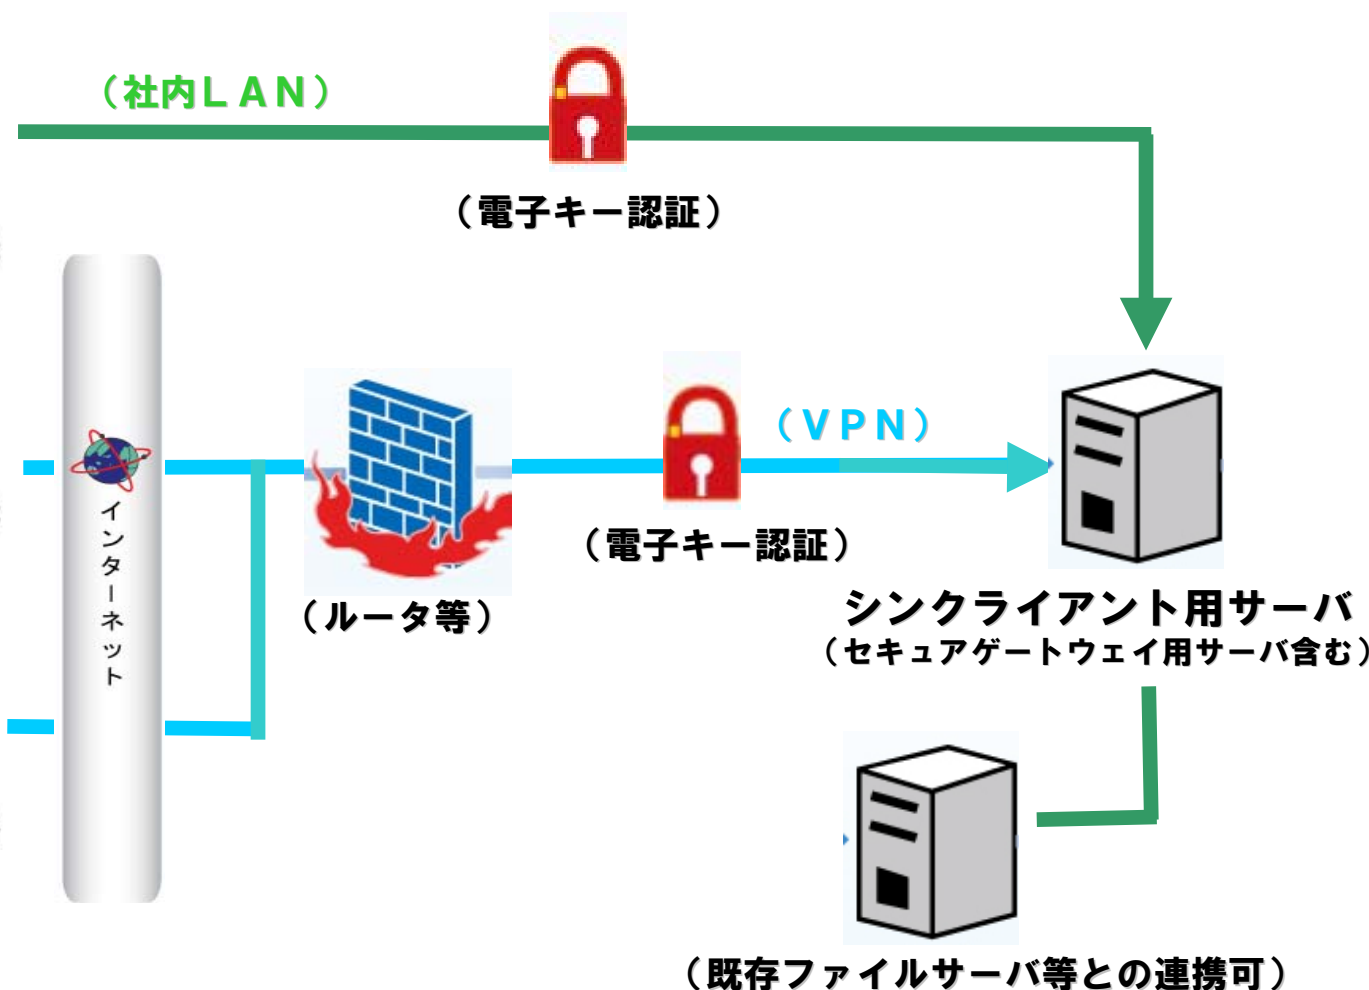 （社内ＬＡＮ）
（電子キー認証）
インターネット
（ＶＰＮ）
（電子キー認証）
（ルータ等）
シンクライアント用サーバ
（セキュアゲートウェイ用サーバ含む）
（既存ファイルサーバ等との連携可）